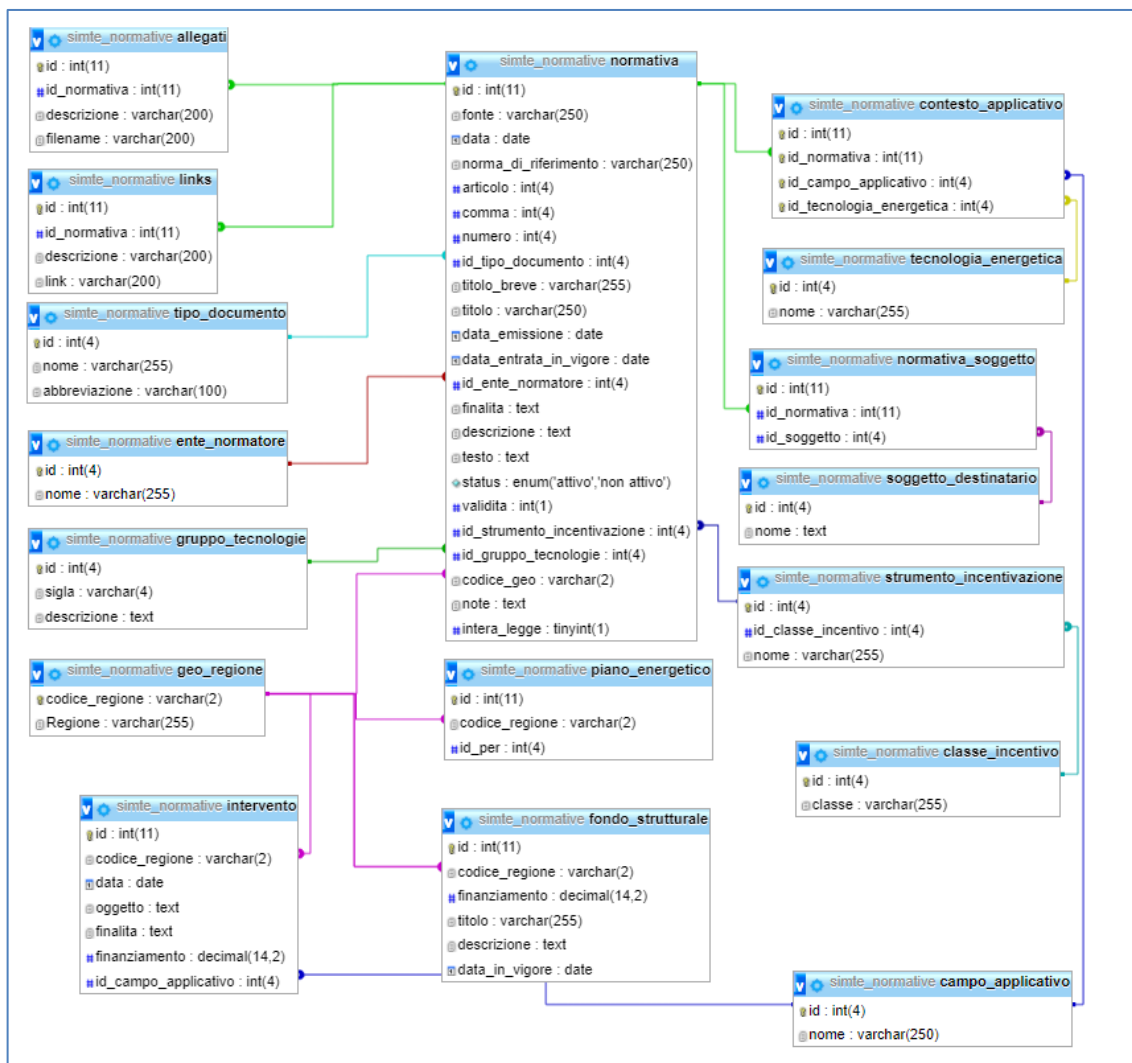 simte_normative allegati
id : int(11)
id_normativa : int(11)
descrizione : varchar(200)
filename : varchar(200)
simte_normative links
id : int(11)
id_normativa : int(11)
descrizione : varchar(200)
link : varchar(200)
simte_normative tipo_documento
id : int(4)
nome : varchar(255)
abbreviazione : varchar(100)
simte_normative ente_normatore
id : int(4)
nome : varchar(255)
simte_normative gruppo_tecnologie
id : int(4)
sigla : varchar(4)
descrizione : text
simte_normative geo_regione
codice_regione : varchar(2)
Regione : varchar(255)
simte_normative intervento
id : int(11)
codice_regione : varchar(2)
data : date
oggetto : text
finalita : text
finanziamento : decimal(14,2)
id_campo_applicativo : int(4)
simte_normative normativa
id : int(11)
fonte : varchar(250)
data : date
norma_di_riferimento : varchar(250)
articolo : int(4)
comma : int(4)
numero : int(4)
id_tipo_documento : int(4)
titolo_breve : varchar(255)
titolo : varchar(250)
data_emissione : date
data_entrata_in_vigore : date
id_ente_normatore : int(4)
finalita : text
descrizione : text
testo : text
status : enum('attivo','non attivo')
validita : int(1)
id_strumento_incentivazione : int(4)
id_gruppo_tecnologie : int(4)
codice_geo : varchar(2)
note : text
intera_legge : tinyint(1)
simte_normative piano_energetico
id : int(11)
codice_regione : varchar(2)
id_per : int(4)
simte_normative fondo_strutturale
id : int(11)
codice_regione : varchar(2)
finanziamento : decimal(14,2)
titolo : varchar(255)
descrizione : text
data_in_vigore : date
simte_normative contesto_applicativo
id : int(11)
id_normativa : int(11)
id_campo_applicativo : int(4)
id_tecnologia_energetica : int(4)
simte_normative tecnologia_energetica
id : int(4)
nome : varchar(255)
simte_normative normativa_soggetto
id : int(11)
id_normativa : int(11)
id_soggetto : int(4)
simte_normative soggetto_destinatario
id : int(4)
nome : text
simte_normative strumento_incentivazione
id : int(4)
id_classe_incentivo : int(4)
nome : varchar(255)
simte_normative classe_incentivo
id : int(4)
classe : varchar(255)
simte_normative campo_applicativo
id : int(4)
nome : varchar(250)